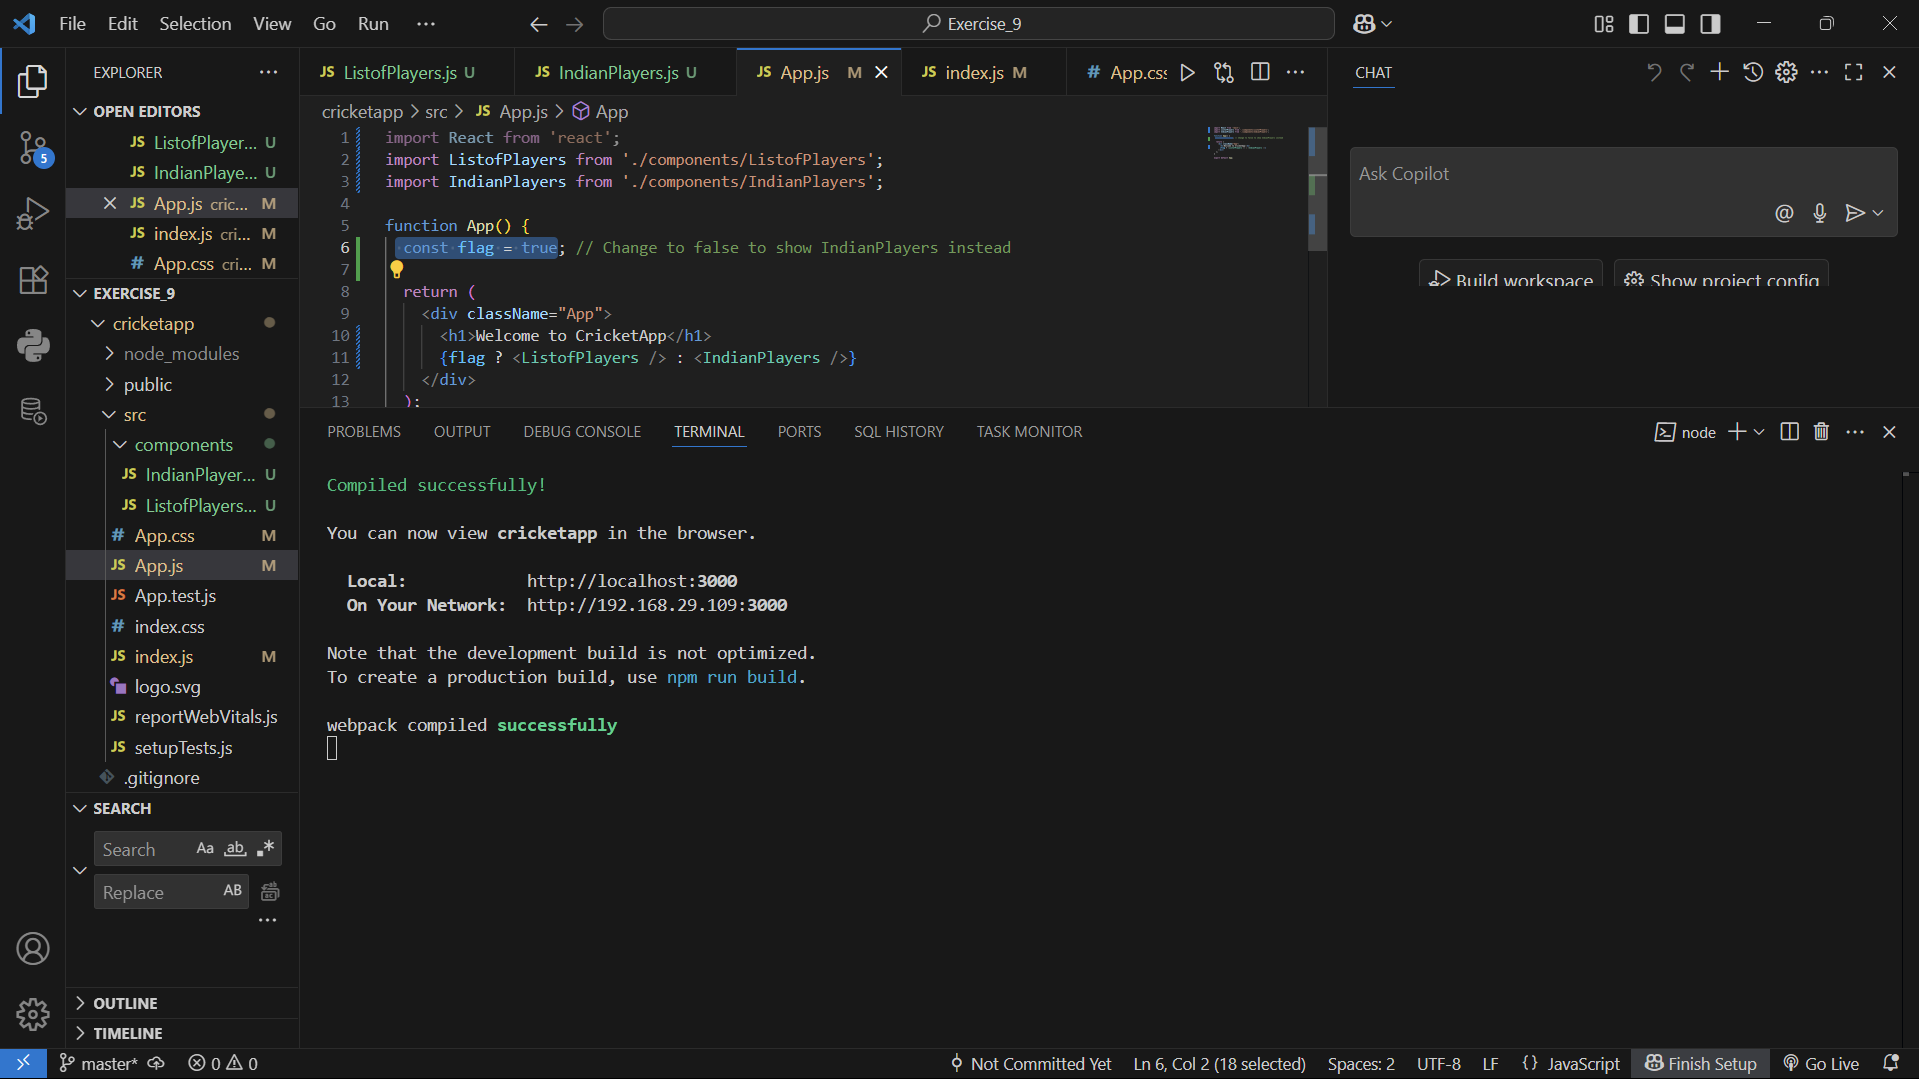 File Edit Selection View Go Run ··· Exercise_9
EXPLORER ···
OPEN EDITORS
JS ListofPlayer... U
JS IndianPlaye... U
JS App.js cric... M
JS index.js cri... M
# App.css cri... M
EXERCISE_9
cricketapp
node_modules
public
src
components
JS IndianPlayer... U
JS ListofPlayers... U
# App.css M
JS App.js M
JS App.test.js
# index.css
JS index.js M
logo.svg
JS reportWebVitals.js
JS setupTests.js
.gitignore
SEARCH
Search Aa ab .*
Replace AB
···
OUTLINE
TIMELINE
5
JS ListofPlayers.js U JS IndianPlayers.js U JS App.js M JS index.js M # App.css ···
cricketapp > src > JS App.js > App
1 import React from 'react';
2 import ListofPlayers from './components/ListofPlayers';
3 import IndianPlayers from './components/IndianPlayers';
4
5 function App() {
6 const flag = true; // Change to false to show IndianPlayers instead
7
8 return (
9 <div className="App">
10 <h1>Welcome to CricketApp</h1>
11 {flag ? <ListofPlayers /> : <IndianPlayers />}
12 </div>
13 );
CHAT ···
Ask Copilot
@
Build workspace Show project config
PROBLEMS OUTPUT DEBUG CONSOLE TERMINAL PORTS SQL HISTORY TASK MONITOR node ···
Compiled successfully!
You can now view cricketapp in the browser.
Local: http://localhost:3000
On Your Network: http://192.168.29.109:3000
Note that the development build is not optimized.
To create a production build, use npm run build.
webpack compiled successfully
master* 0 0 Not Committed Yet Ln 6, Col 2 (18 selected) Spaces: 2 UTF-8 LF {} JavaScript Finish Setup Go Live